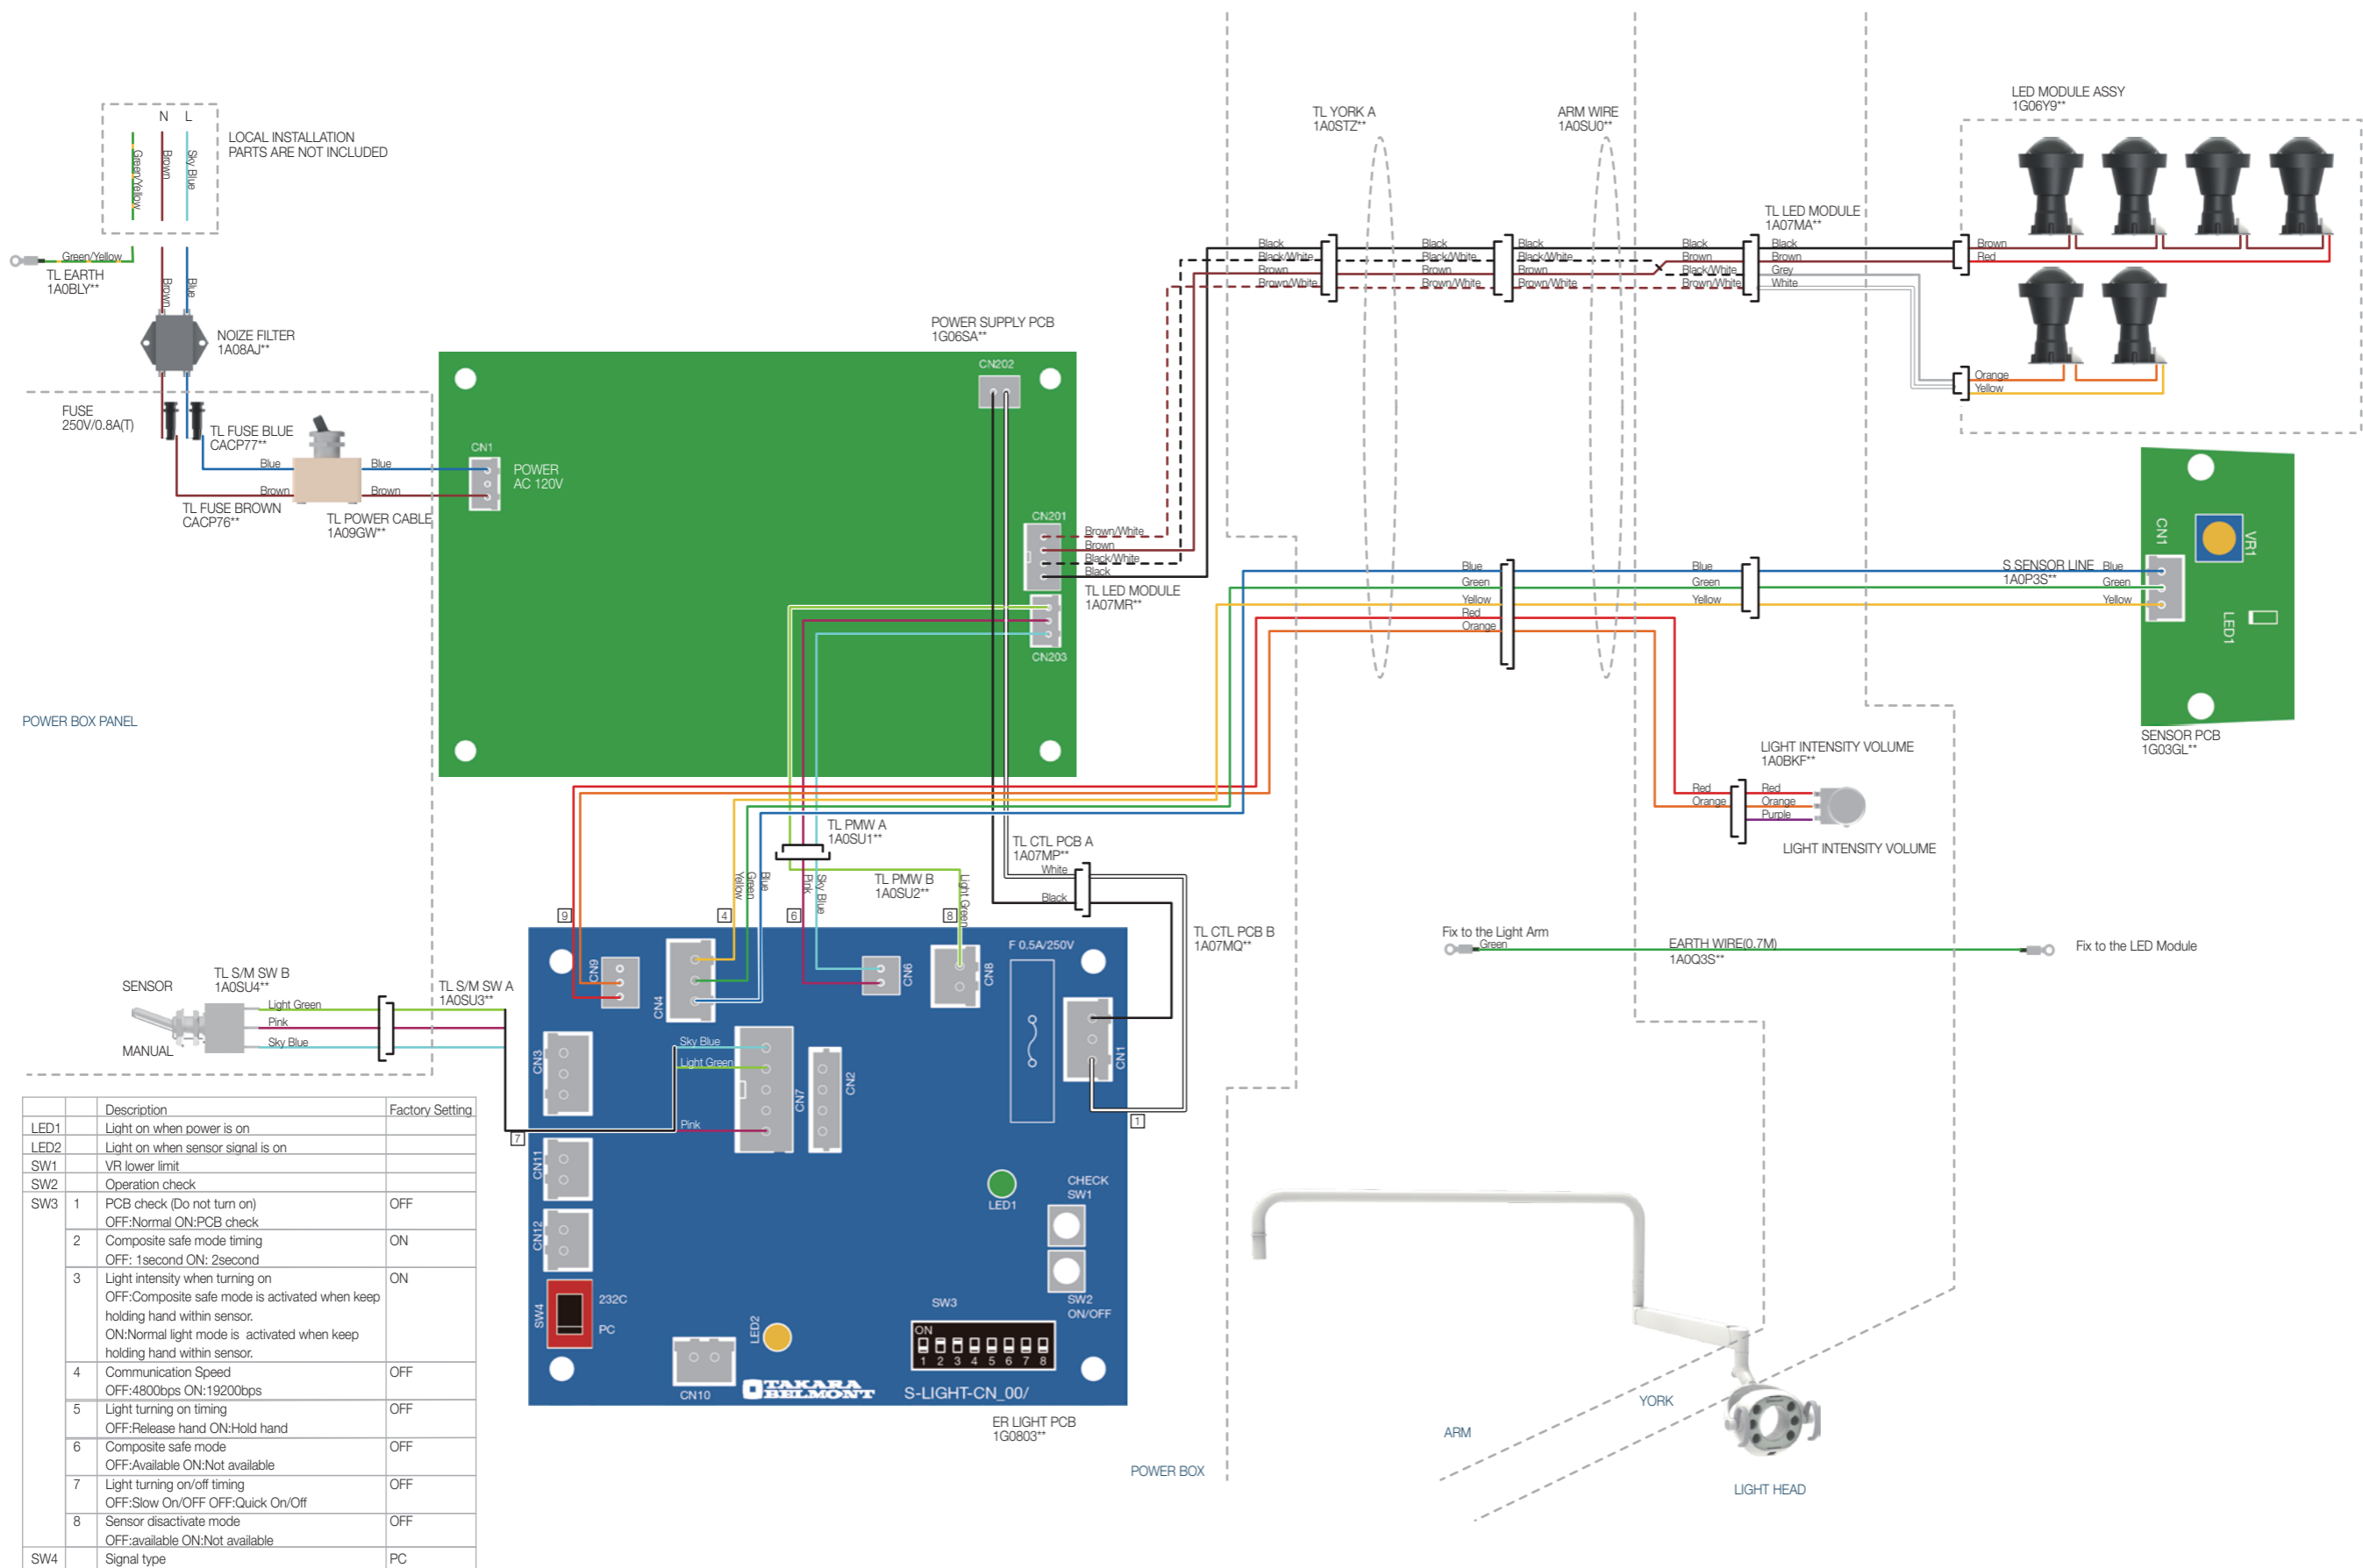 N L
LOCAL INSTALLATION
PARTS ARE NOT INCLUDED
Green/Yellow
Brown
Sky Blue
Green/Yellow
TL EARTH
1A0BLY**
Brown
Blue
NOIZE FILTER
1A08AJ**
FUSE
250V/0.8A(T)
TL FUSE BLUE
CACP77**
Blue
Blue
Brown
Brown
TL FUSE BROWN
CACP76**
TL POWER CABLE
1A09GW**
POWER BOX PANEL
POWER SUPPLY PCB
1G06SA**
CN202
CN1
POWER
AC 120V
CN201
CN203
Brown/White
Brown
Black/White
Black
TL LED MODULE
1A07MR**
TL YORK A
1A0STZ**
ARM WIRE
1A0SU0**
Black
Black/White
Brown
Brown/White
Black
Black/White
Brown
Brown/White
Black
Black/White
Brown
Brown/White
Black
Brown
Black/White
Brown/White
TL LED MODULE
1A07MA**
Black
Brown
Grey
White
LED MODULE ASSY
1G06Y9**
Brown
Red
Orange
Yellow
Blue
Green
Yellow
Red
Orange
Blue
Green
Yellow
S SENSOR LINE
1A0P3S**
Blue
Green
Yellow
CN1
VR1
LED1
SENSOR PCB
1G03GL**
LIGHT INTENSITY VOLUME
1A0BKF**
Red
Orange
Red
Orange
Purple
LIGHT INTENSITY VOLUME
TL PMW A
1A0SU1**
TL CTL PCB A
1A07MP**
White
Black
TL PMW B
1A0SU2**
Yellow
Green
Blue
Pink
Sky Blue
Light Green
9
4
6
8
TL CTL PCB B
1A07MQ**
Fix to the Light Arm
Green
EARTH WIRE(0.7M)
1A0Q3S**
Fix to the LED Module
SENSOR
MANUAL
TL S/M SW B
1A0SU4**
Light Green
Pink
Sky Blue
TL S/M SW A
1A0SU3**
7
1
CN9
CN4
CN6
CN8
F 0.5A/250V
CN1
CN3
Sky Blue
Light Green
Pink
CN7
CN2
CN11
CN12
SW4
232C
PC
LED1
CHECK
SW1
SW2
ON/OFF
LED2
SW3
ON
1 2 3 4 5 6 7 8
CN10
TAKARA
BELMONT
S-LIGHT-CN_00/
ER LIGHT PCB
1G0803**
POWER BOX
ARM
YORK
LIGHT HEAD
Description Factory Setting
LED1 Light on when power is on
LED2 Light on when sensor signal is on
SW1 VR lower limit
SW2 Operation check
SW3 1 PCB check (Do not turn on) OFF
OFF:Normal ON:PCB check
2 Composite safe mode timing ON
OFF: 1second ON: 2second
3 Light intensity when turning on ON
OFF:Composite safe mode is activated when keep
holding hand within sensor.
ON:Normal light mode is activated when keep
holding hand within sensor.
4 Communication Speed OFF
OFF:4800bps ON:19200bps
5 Light turning on timing OFF
OFF:Release hand ON:Hold hand
6 Composite safe mode OFF
OFF:Available ON:Not available
7 Light turning on/off timing OFF
OFF:Slow On/OFF OFF:Quick On/Off
8 Sensor disactivate mode OFF
OFF:available ON:Not available
SW4 Signal type PC